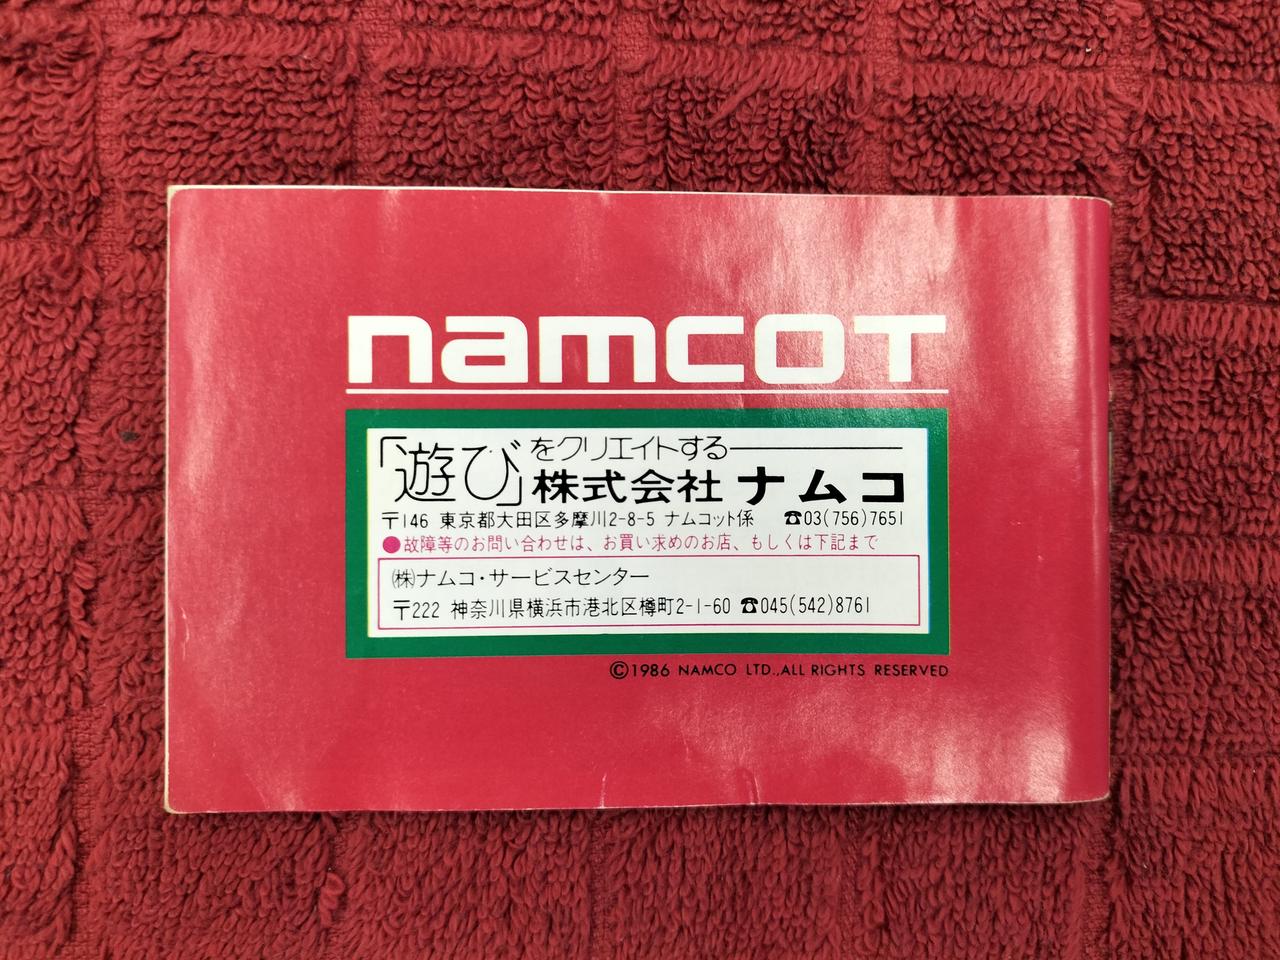 namcot
「遊び」をクリエイトする
株式会社 ナムコ
〒146 東京都大田区多摩川2-8-5 ナムコット係 ☎03(756)7651
●故障等のお問い合わせは、お買い求めのお店、もしくは下記まで
㈱ナムコ・サービスセンター
〒222 神奈川県横浜市港北区樽町2-1-60 ☎045(542)8761
©1986 NAMCO LTD.,ALL RIGHTS RESERVED